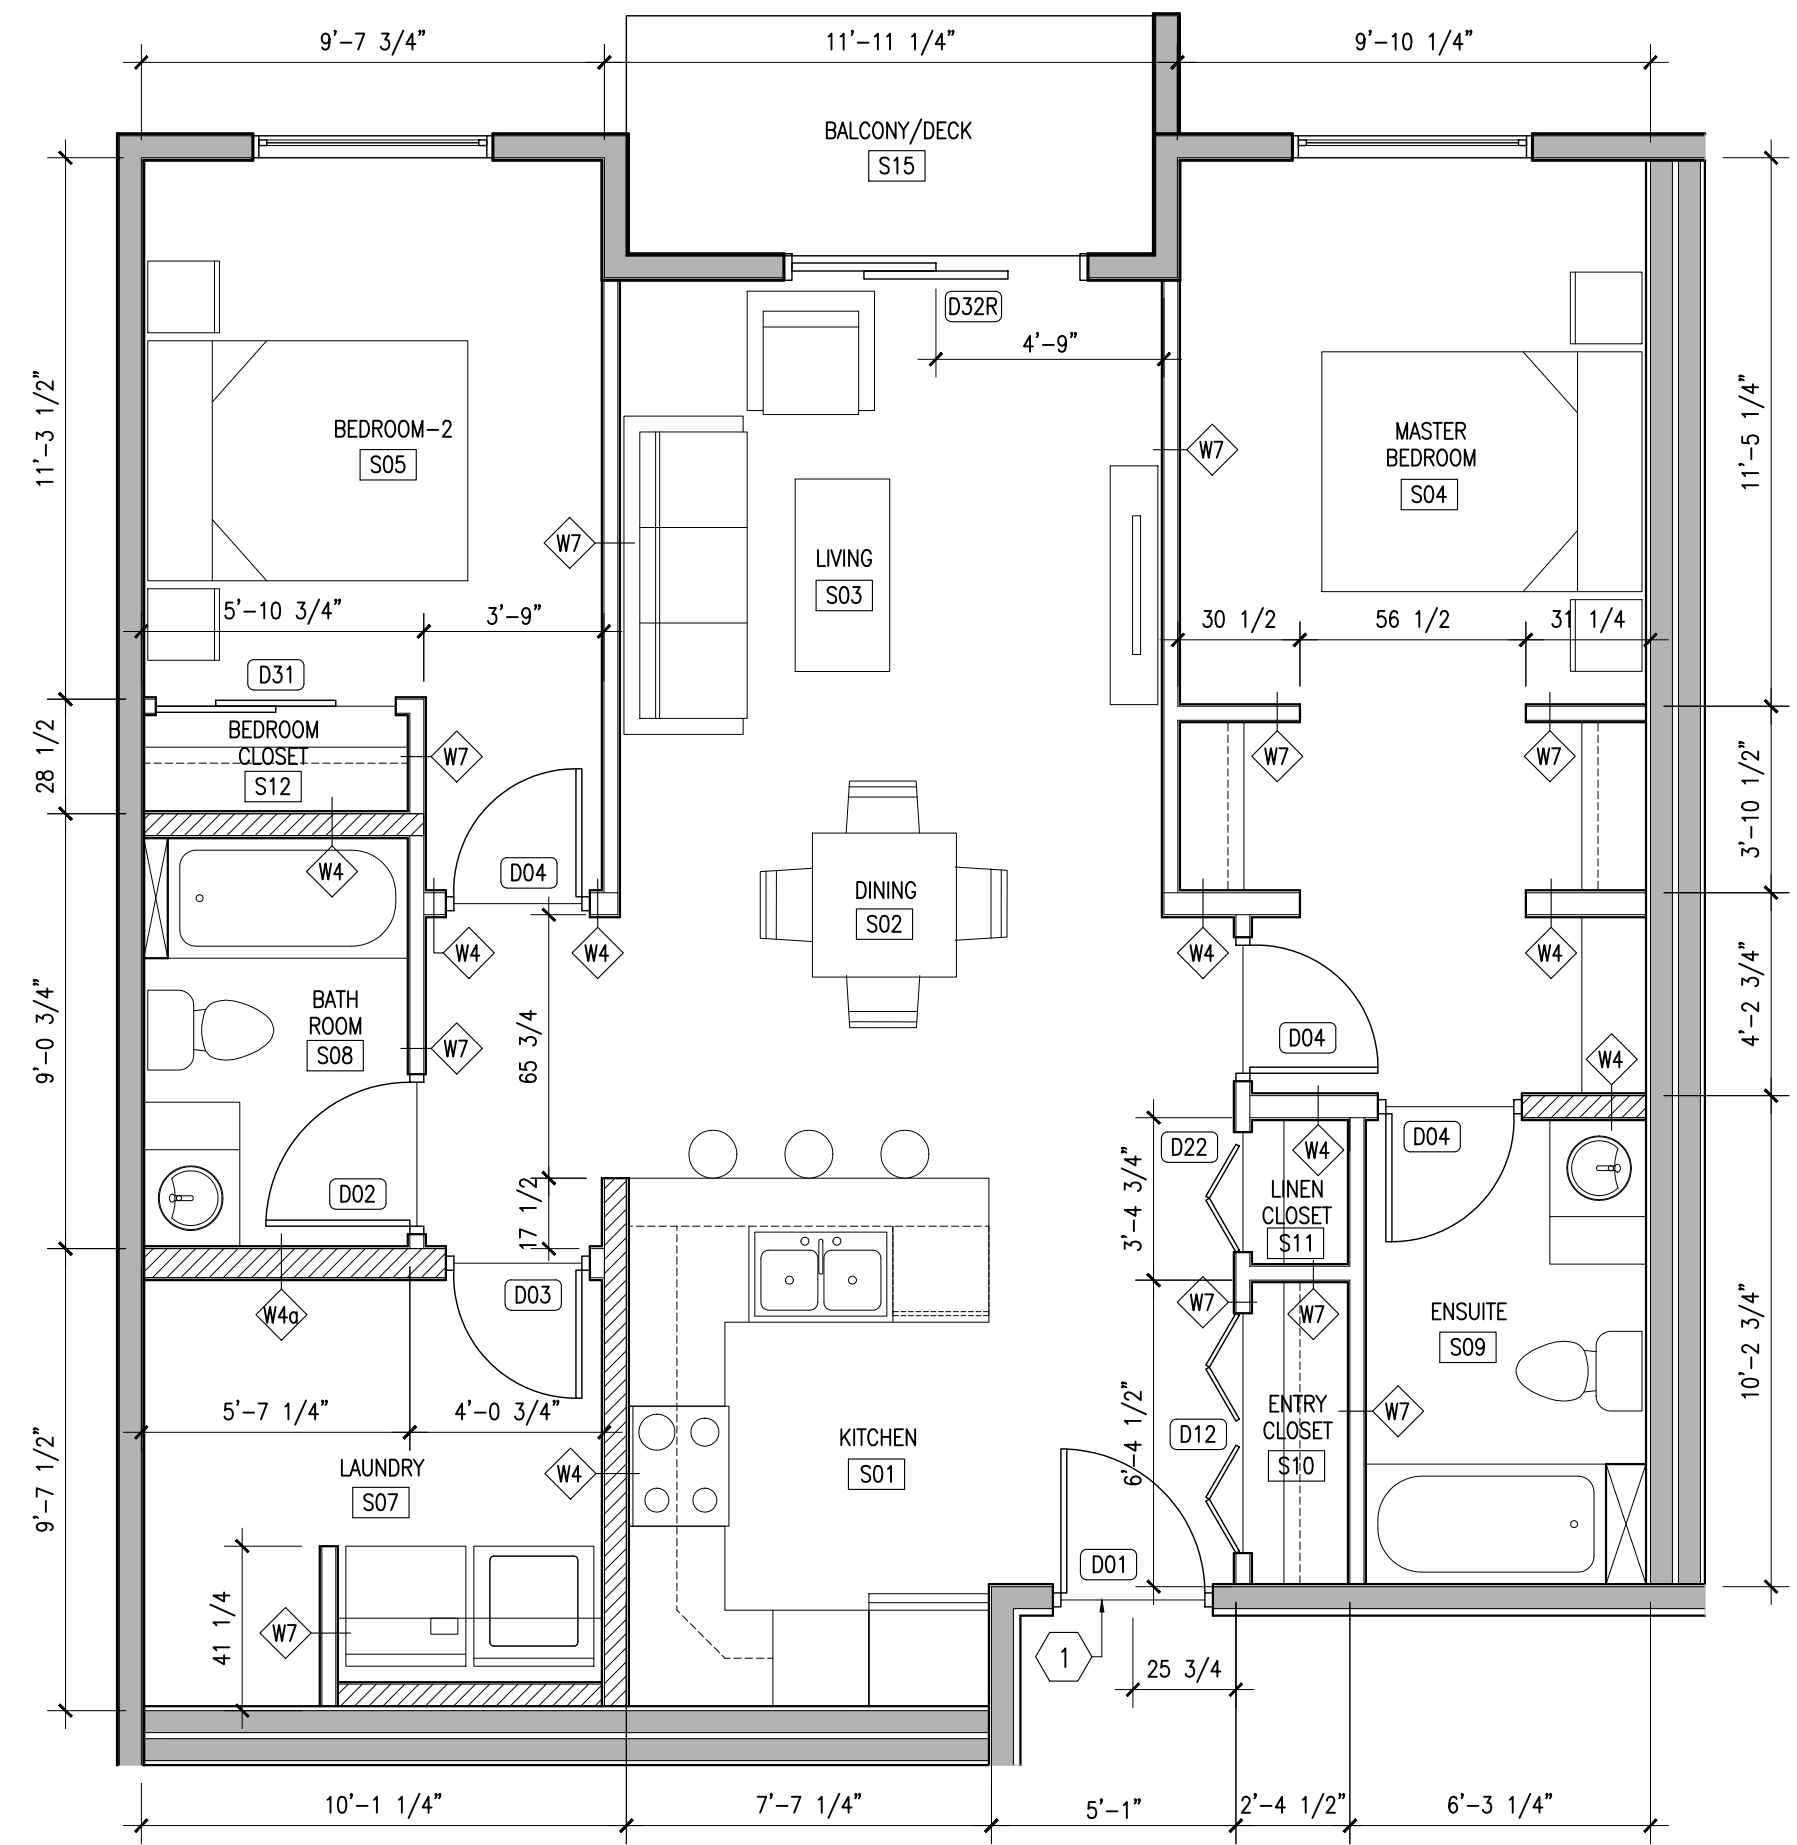 9'-7 3/4"
11'-11 1/4"
9'-10 1/4"
BALCONY/DECK
S15
D32R
4'-9"
11'-3 1/2"
11'-5 1/4"
BEDROOM-2
S05
W7
MASTER
BEDROOM
S04
W7
LIVING
S03
5'-10 3/4"
3'-9"
30 1/2
56 1/2
31 1/4
D31
BEDROOM
CLOSET
S12
W7
28 1/2
W7
W7
3'-10 1/2"
W4
D04
DINING
S02
W4
W4
W4
W4
BATH
ROOM
S08
W7
9'-0 3/4"
65 3/4
D04
W4
4'-2 3/4"
D02
17 1/2
D22
W4
D04
3'-4 3/4"
LINEN
CLOSET
S11
W4a
D03
W7
W7
ENSUITE
S09
10'-2 3/4"
5'-7 1/4"
4'-0 3/4"
LAUNDRY
S07
W4
KITCHEN
S01
D12
6'-4 1/2"
ENTRY
CLOSET
S10
W7
9'-7 1/2"
41 1/4
W7
D01
1
25 3/4
10'-1 1/4"
7'-7 1/4"
5'-1"
2'-4 1/2"
6'-3 1/4"